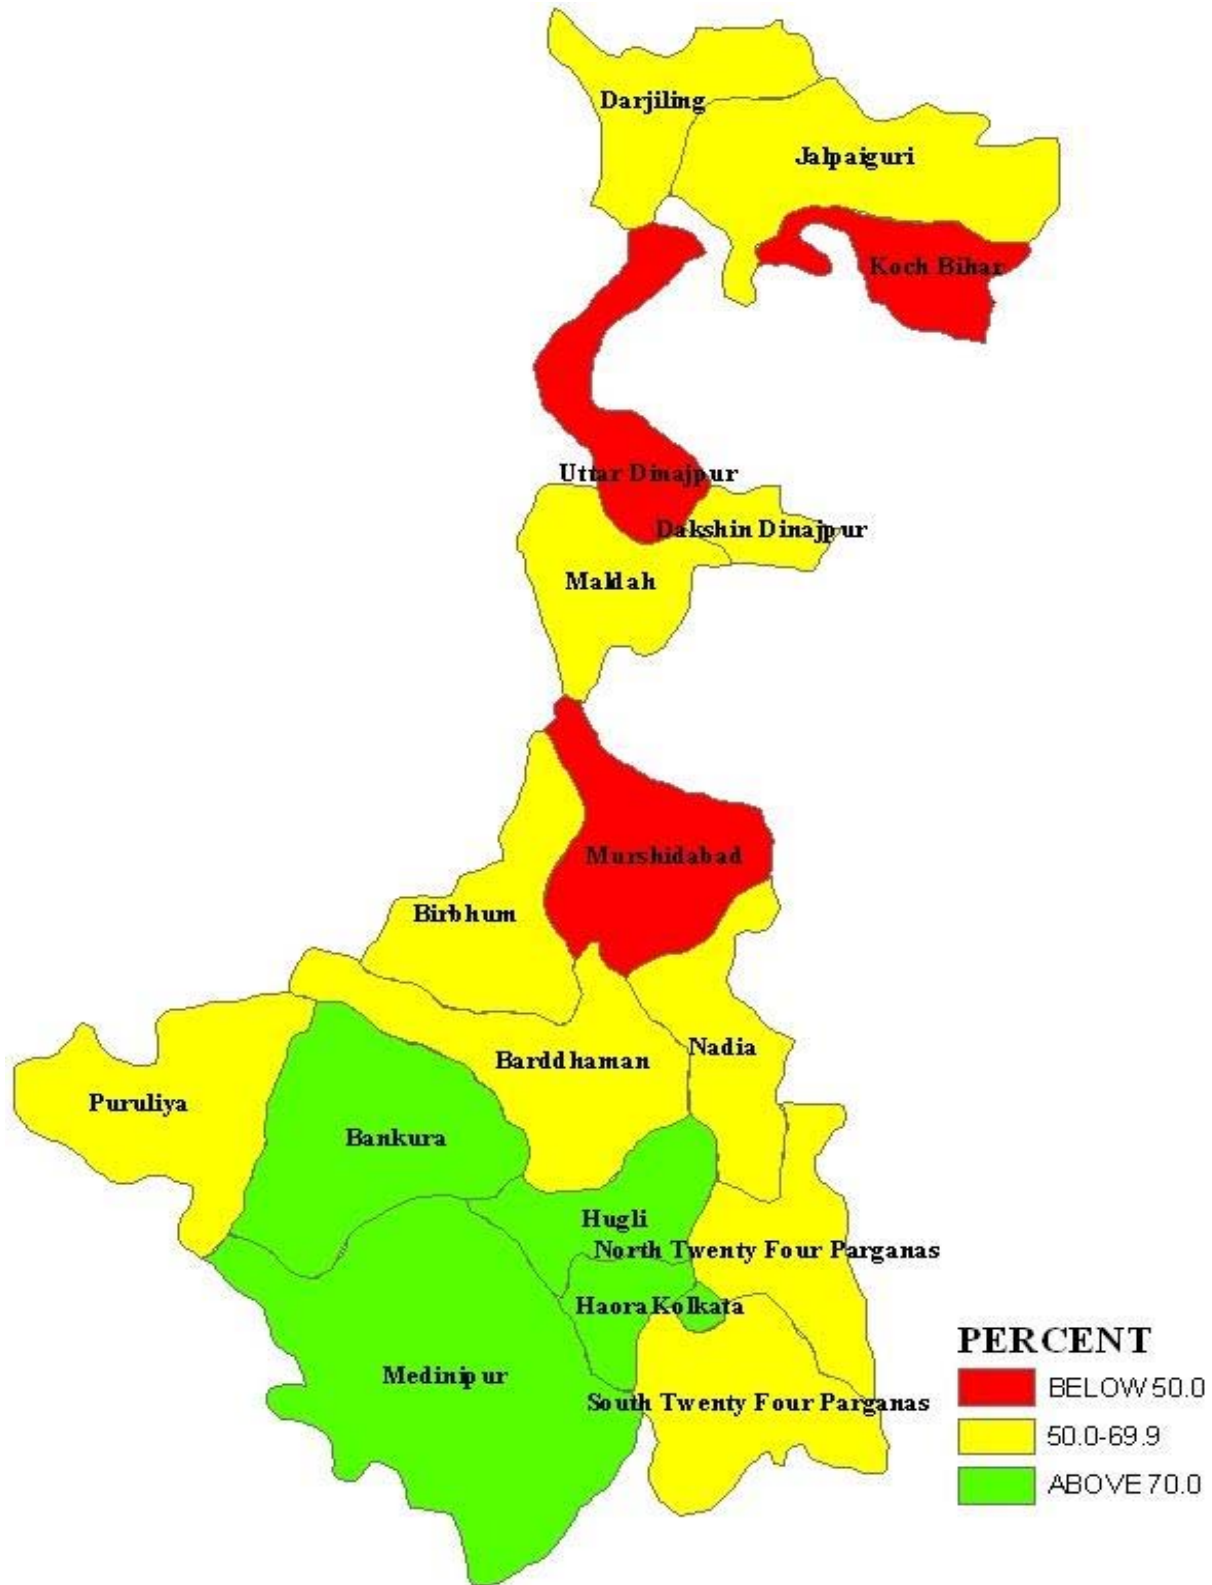 Darjiling
Jalpaiguri
Koch Bihar
Uttar Dinajpur
Dakshin Dinajpur
Maldah
Murshidabad
Birbhum
Nadia
Barddhaman
Puruliya
Bankura
Hugli
North Twenty Four Parganas
Haora Kolkata
Medinipur
South Twenty Four Parganas
PERCENT
BELOW 50.0
50.0-69.9
ABOVE 70.0